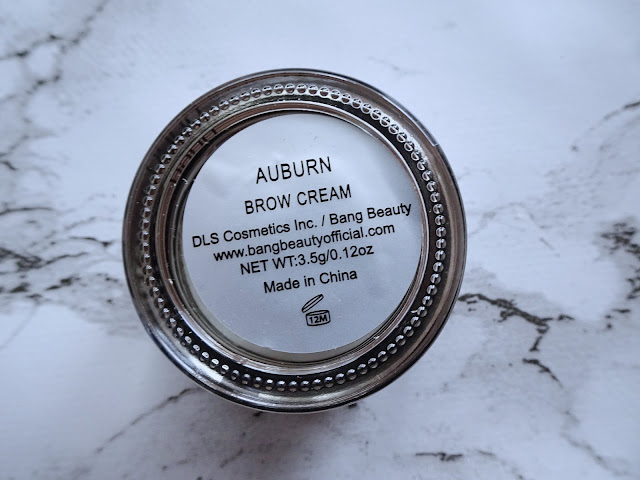 AUBURN
BROW CREAM
DLS Cosmetics Inc. / Bang Beauty
www.bangbeautyofficial.com
NET WT:3.5g/0.12oz
Made in China
12M